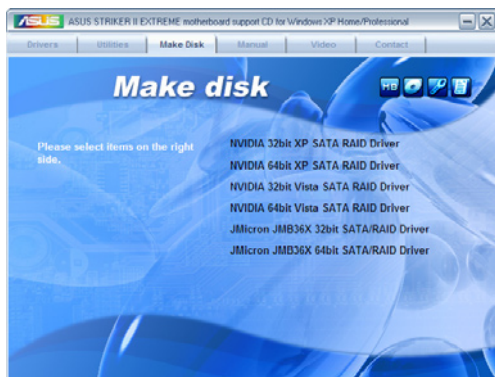 ASUS STRIKER II EXTREME motherboard support CD for Windows XP Home/Professional
Drivers Utilities Make Disk Manual Video Contact
Make disk
Please select items on the right
side.
NVIDIA 32bit XP SATA RAID Driver
NVIDIA 64bit XP SATA RAID Driver
NVIDIA 32bit Vista SATA RAID Driver
NVIDIA 64bit Vista SATA RAID Driver
JMicron JMB36X 32bit SATA/RAID Driver
JMicron JMB36X 64bit SATA/RAID Driver